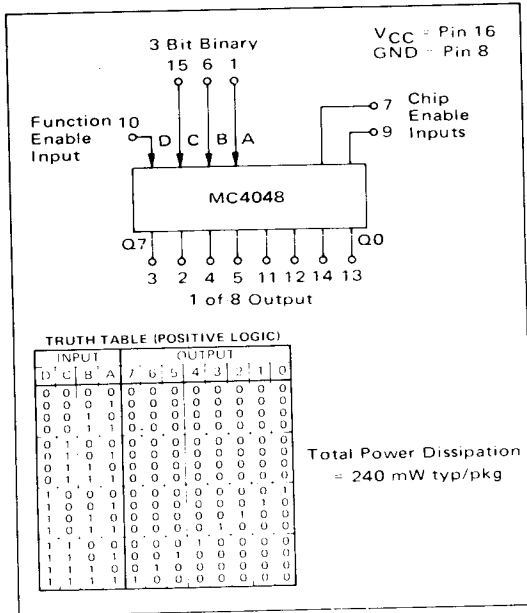 3 Bit Binary
15 6 1
VCC = Pin 16
GND = Pin 8
Function 10
Enable
Input
D C B A
7 Chip
Enable
9 Inputs
MC4048
Q7 Q0
3 2 4 5 11 12 14 13
1 of 8 Output
TRUTH TABLE (POSITIVE LOGIC)
INPUT OUTPUT
D C B A 7 6 5 4 3 2 1 0
0 0 0 0 0 0 0 0 0 0 0 0
0 0 0 1 0 0 0 0 0 0 0 0
0 0 1 0 0 0 0 0 0 0 0 0
0 0 1 1 0 0 0 0 0 0 0 0
0 1 0 0 0 0 0 0 0 0 0 0
0 1 0 1 0 0 0 0 0 0 0 0
0 1 1 0 0 0 0 0 0 0 0 0
0 1 1 1 0 0 0 0 0 0 0 0
1 0 0 0 0 0 0 0 0 0 0 1
1 0 0 1 0 0 0 0 0 0 1 0
1 0 1 0 0 0 0 0 0 1 0 0
1 0 1 1 0 0 0 0 1 0 0 0
1 1 0 0 0 0 0 1 0 0 0 0
1 1 0 1 0 0 1 0 0 0 0 0
1 1 1 0 0 1 0 0 0 0 0 0
1 1 1 1 1 0 0 0 0 0 0 0
Total Power Dissipation
= 240 mW typ/pkg